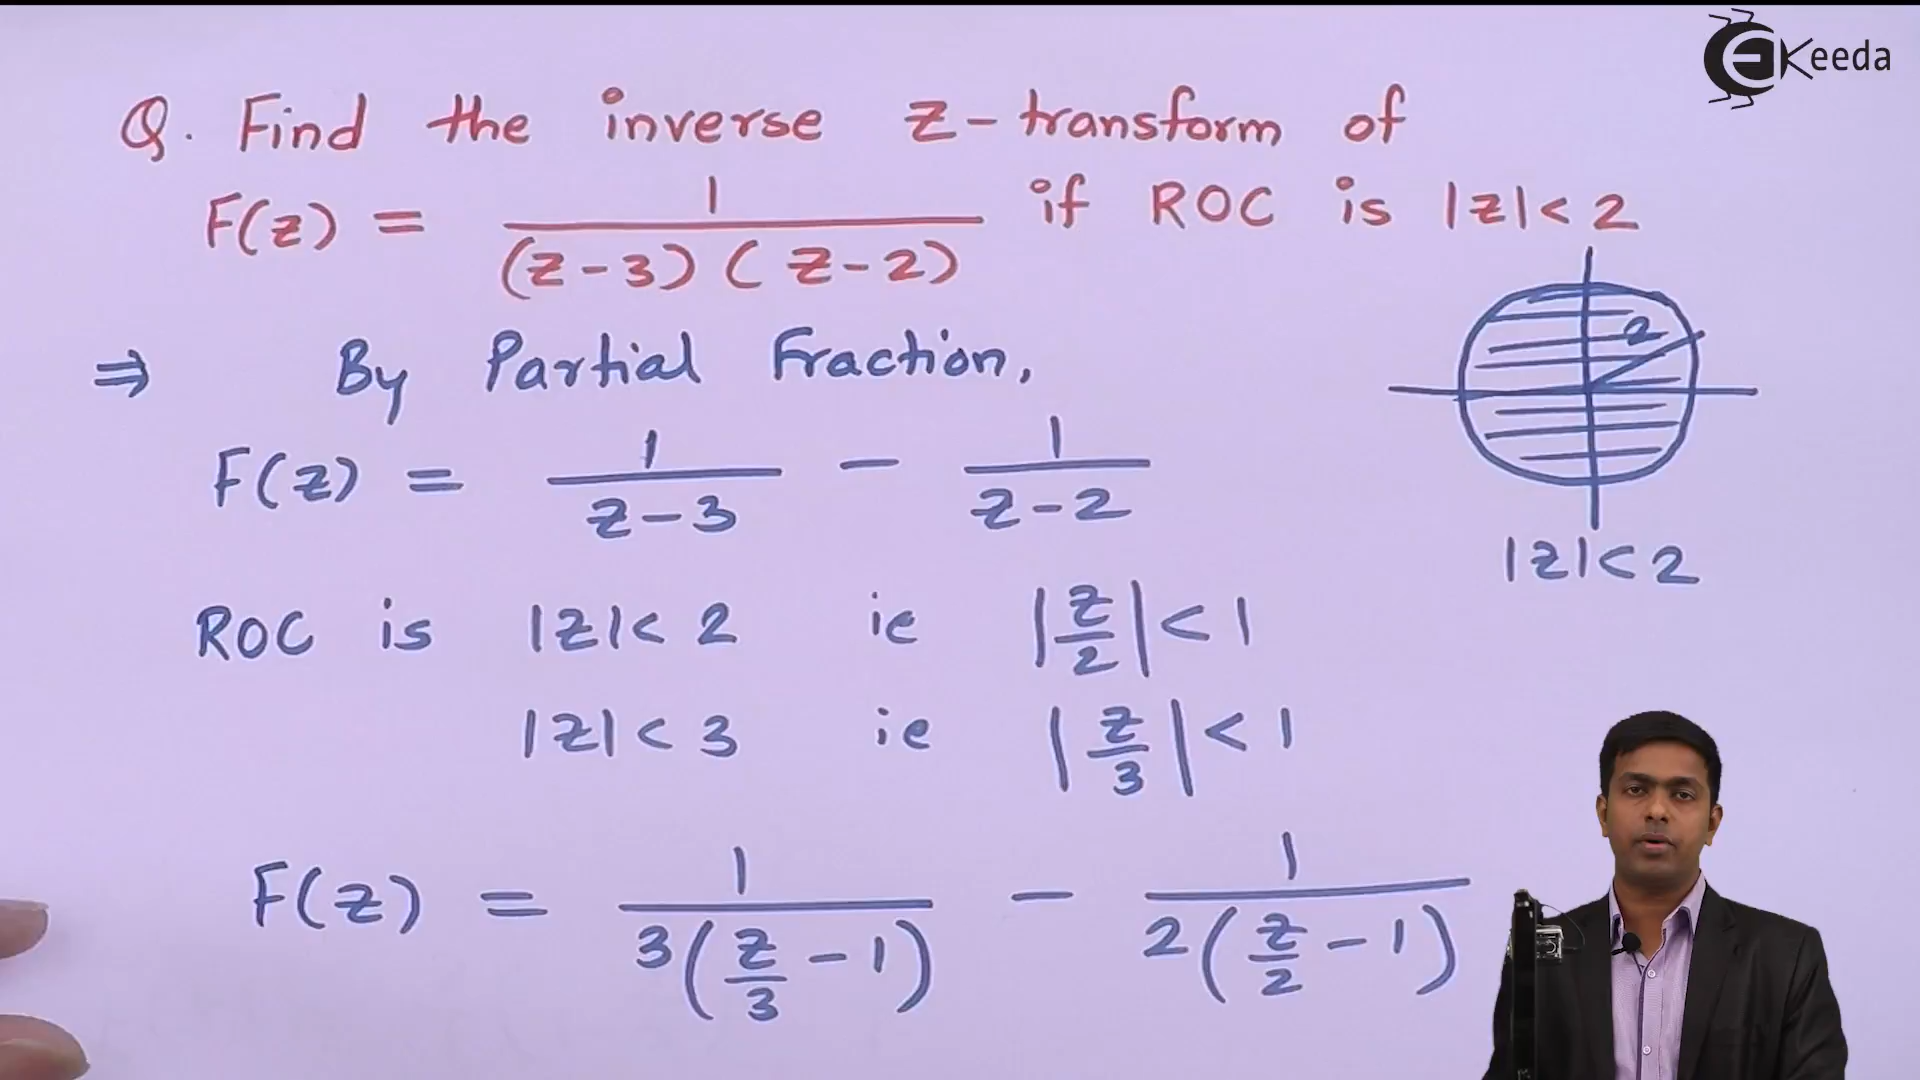 EKeeda
Q. Find the inverse z-transform of
F(z) = 1 / (z-3)(z-2) if ROC is |z|< 2
⇒ By Partial Fraction,
2
F(z) = 1 / z-3 - 1 / z-2
|z|< 2
ROC is |z|< 2 ie |z/2|< 1
|z|< 3 ie |z/3|< 1
F(z) = 1 / 3(z/3 - 1) - 1 / 2(z/2 - 1)